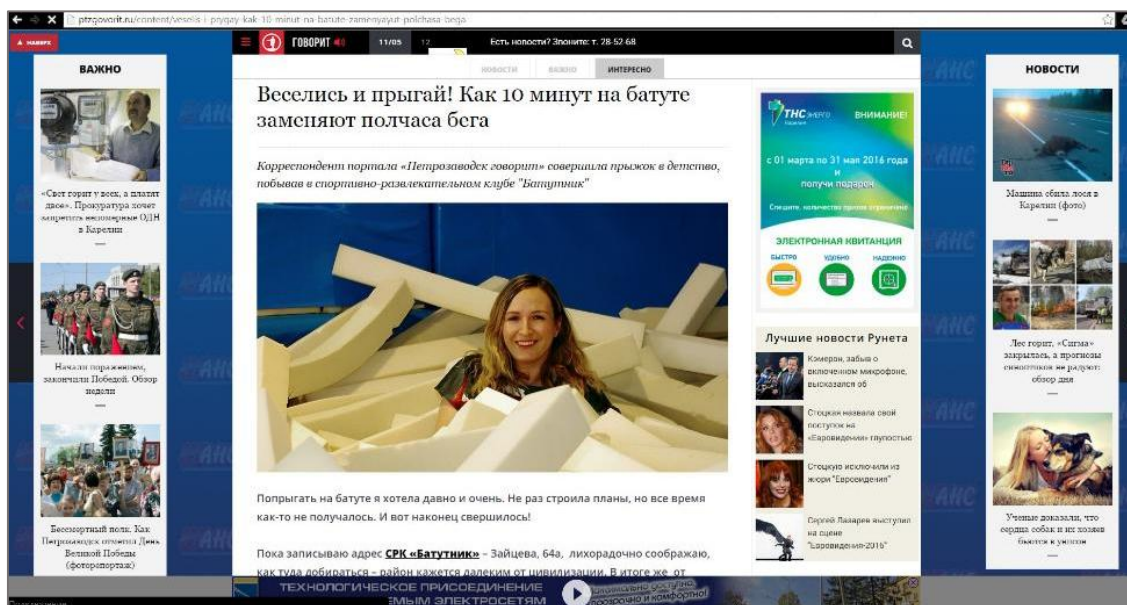 ptzgovorit.ru/content/veselis-i-prygay-kak-10-minut-na-batute-zamenyayut-polchasa-bega
НАВЕРХ
ГОВОРИТ
11/05
12
Есть новости? Звоните: т. 28-52-68
НОВОСТИ
ВАЖНО
ИНТЕРЕСНО
ВАЖНО
«Свет горит у всех, а платят
двое». Прокуратура хочет
запретить непомерные ОДН
в Карелии
Начали поражением,
закончили Победой. Обзор
недели
Бессмертный полк. Как
Петрозаводск отметил День
Великой Победы
(фоторепортаж)
Веселись и прыгай! Как 10 минут на батуте
заменяют полчаса бега
Корреспондент портала «Петрозаводск говорит» совершила прыжок в детство,
побывав в спортивно-развлекательном клубе "Батутник"
Попрыгать на батуте я хотела давно и очень. Не раз строила планы, но все время
как-то не получалось. И вот наконец свершилось!
Пока записываю адрес СРК «Батутник» – Зайцева, 64а, лихорадочно соображаю,
как туда добираться – район кажется далеким от цивилизации. В итоге же от
ТНС энерго
Карелия
ВНИМАНИЕ!
с 01 марта по 31 мая 2016 года
и
получи подарок
Спешите, количество призов ограничено
ЭЛЕКТРОННАЯ КВИТАНЦИЯ
БЫСТРО
УДОБНО
НАДЕЖНО
Лучшие новости Рунета
Кэмерон, забыв о
включенном микрофоне,
высказался об
Стоцкая назвала свой
поступок на
«Евровидении» глупостью
Стоцкую исключили из
жюри "Евровидения"
Сергей Лазарев выступил
на сцене
"Евровидения-2016"
НОВОСТИ
Машина сбила лося в
Карелии (фото)
Лес горит, «Сигма»
закрылась, а прогнозы
синоптиков не радуют:
обзор дня
Ученые доказали, что
сердца собак и их хозяев
бьются в унисон
ТЕХНОЛОГИЧЕСКОЕ ПРИСОЕДИНЕНИЕ
ЭЛЕКТРОСЕТЯМ
прозрачно и комфортно!